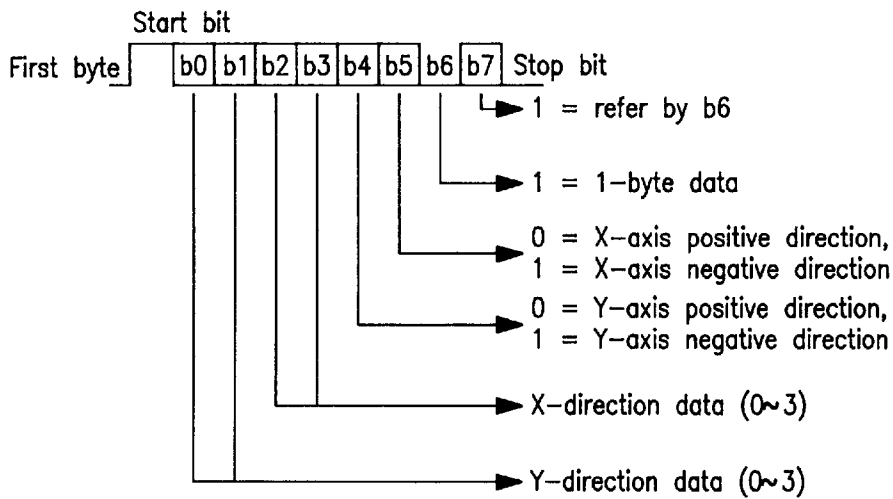 Start bit
First byte b0 b1 b2 b3 b4 b5 b6 b7 Stop bit
1 = refer by b6
1 = 1-byte data
0 = X-axis positive direction,
1 = X-axis negative direction
0 = Y-axis positive direction,
1 = Y-axis negative direction
X-direction data (0~3)
Y-direction data (0~3)